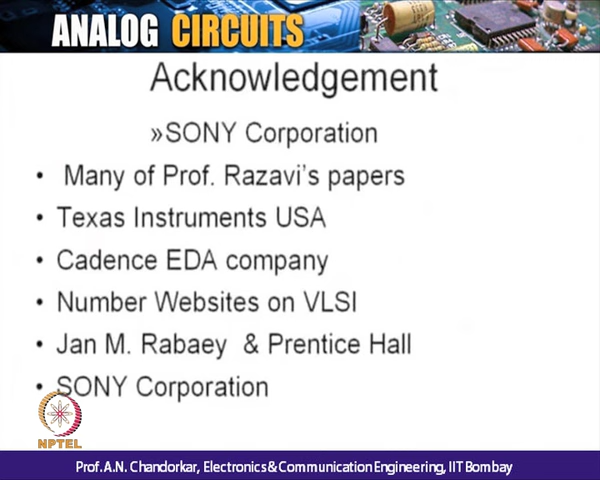 ANALOG CIRCUITS
Acknowledgement
»SONY Corporation
• Many of Prof. Razavi's papers
• Texas Instruments USA
• Cadence EDA company
• Number Websites on VLSI
• Jan M. Rabaey & Prentice Hall
• SONY Corporation
NPTEL
Prof. A.N. Chandorkar, Electronics & Communication Engineering, IIT Bombay